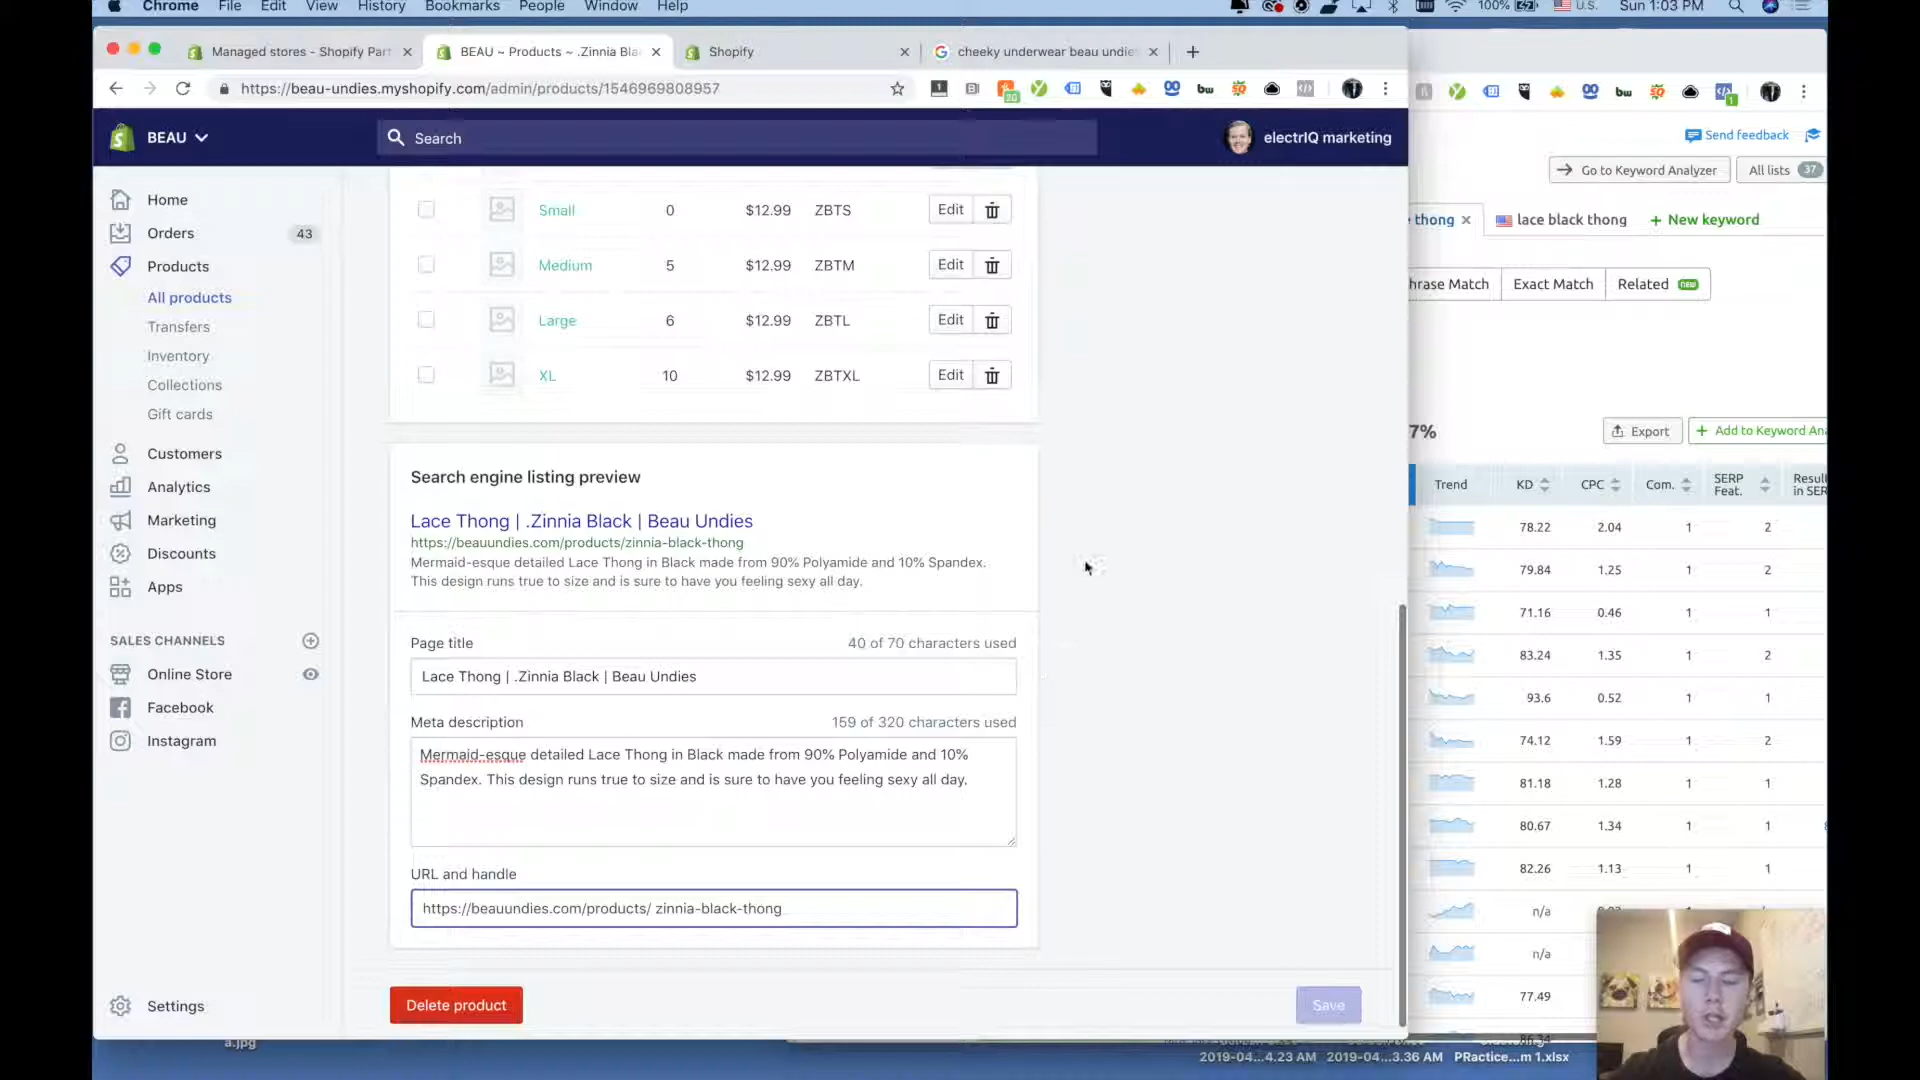 Chrome File Edit View History Bookmarks People Window Help 100% U.S. Sun 1:03 PM
Managed stores - Shopify Part BEAU ~ Products ~ .Zinnia Bla Shopify cheeky underwear beau undie
https://beau-undies.myshopify.com/admin/products/1546969808957
BEAU Search electrIQ marketing
Home
Orders 43
Products
All products
Transfers
Inventory
Collections
Gift cards
Customers
Analytics
Marketing
Discounts
Apps
SALES CHANNELS
Online Store
Facebook
Instagram
Settings
Small 0 $12.99 ZBTS Edit
Medium 5 $12.99 ZBTM Edit
Large 6 $12.99 ZBTL Edit
XL 10 $12.99 ZBTXL Edit
Search engine listing preview
Lace Thong | .Zinnia Black | Beau Undies
https://beauundies.com/products/zinnia-black-thong
Mermaid-esque detailed Lace Thong in Black made from 90% Polyamide and 10% Spandex.
This design runs true to size and is sure to have you feeling sexy all day.
Page title 40 of 70 characters used
Lace Thong | .Zinnia Black | Beau Undies
Meta description 159 of 320 characters used
Mermaid-esque detailed Lace Thong in Black made from 90% Polyamide and 10%
Spandex. This design runs true to size and is sure to have you feeling sexy all day.
URL and handle
https://beauundies.com/products/ zinnia-black-thong
Delete product Save
Send feedback
Go to Keyword Analyzer All lists 37
thong lace black thong + New keyword
hrase Match Exact Match Related new
7% Export + Add to Keyword Ana
Trend KD CPC Com. SERP Feat. Resul in SER
78.22 2.04 1 2
79.84 1.25 1 2
71.16 0.46 1 1
83.24 1.35 1 2
93.6 0.52 1 1
74.12 1.59 1 2
81.18 1.28 1 1
80.67 1.34 1 1
82.26 1.13 1 1
n/a
n/a
77.49
a.jpg
2019-04...4.23 AM 2019-04...3.36 AM PRactice...m 1.xlsx